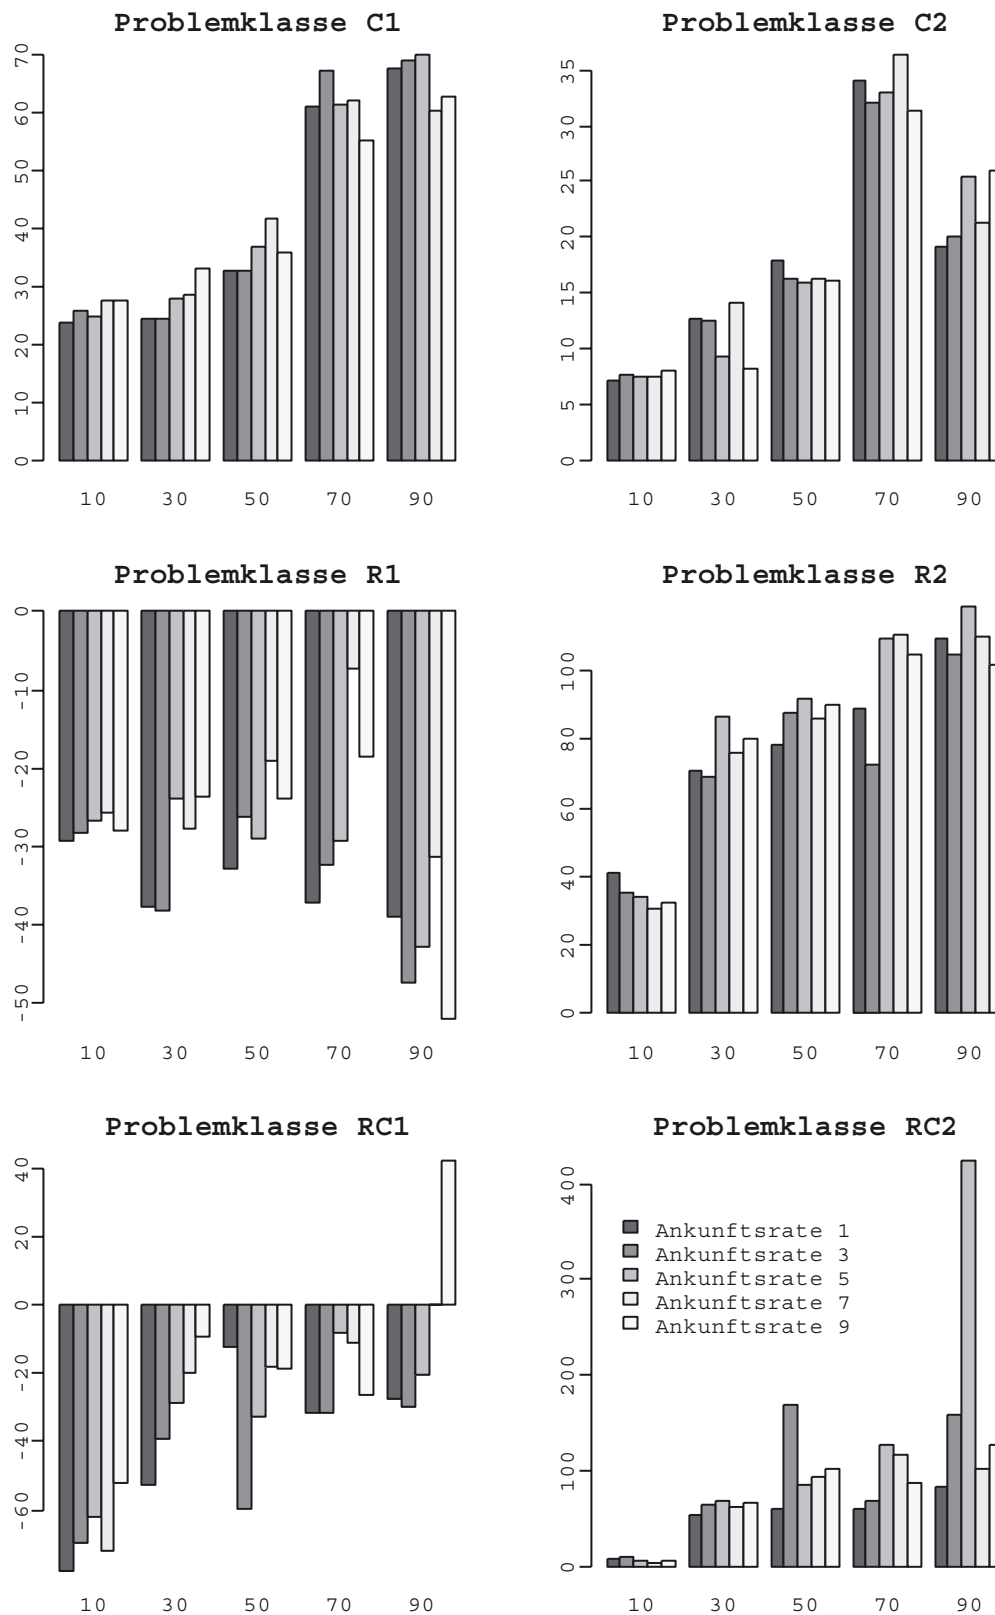 Problemklasse C1
70
60
50
40
30
20
10
0
10 30 50 70 90
Problemklasse C2
35
30
25
20
15
10
5
0
10 30 50 70 90
Problemklasse R1
0
-10
-20
-30
-40
-50
10 30 50 70 90
Problemklasse R2
100
80
60
40
20
0
10 30 50 70 90
Problemklasse RC1
40
20
0
-20
-40
-60
10 30 50 70 90
Problemklasse RC2
400
300
200
100
0
Ankunftsrate 1
Ankunftsrate 3
Ankunftsrate 5
Ankunftsrate 7
Ankunftsrate 9
10 30 50 70 90